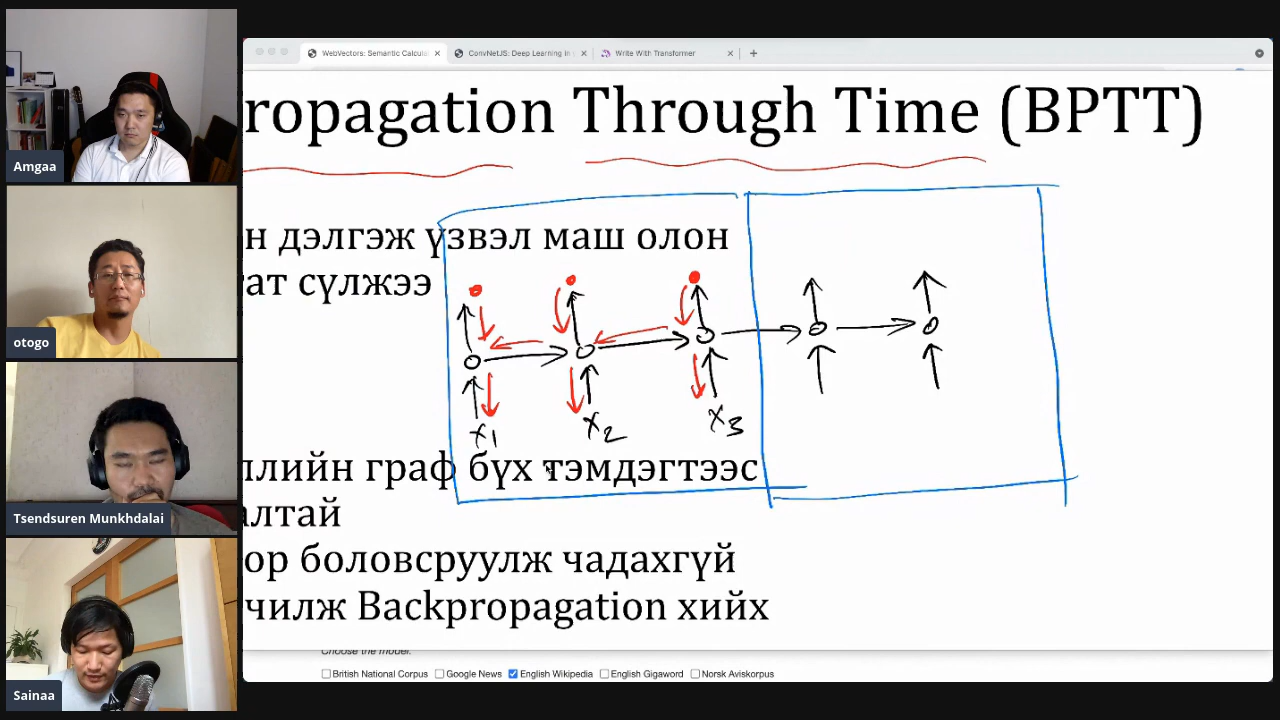 WebVectors: Semantic Calcula
ConvNetJS: Deep Learning in
Write With Transformer
ropagation Through Time (BPTT)
н дэлгэж үзвэл маш олон
ат сүлжээ
x1
x2
x3
ллийн граф бүх тэмдэгтээс
алтай
ор боловсруулж чадахгүй
чилж Backpropagation хийх
Choose the model:
British National Corpus Google News English Wikipedia English Gigaword Norsk Aviskorpus
Amgaa
otogo
Tsendsuren Munkhdalai
Sainaa